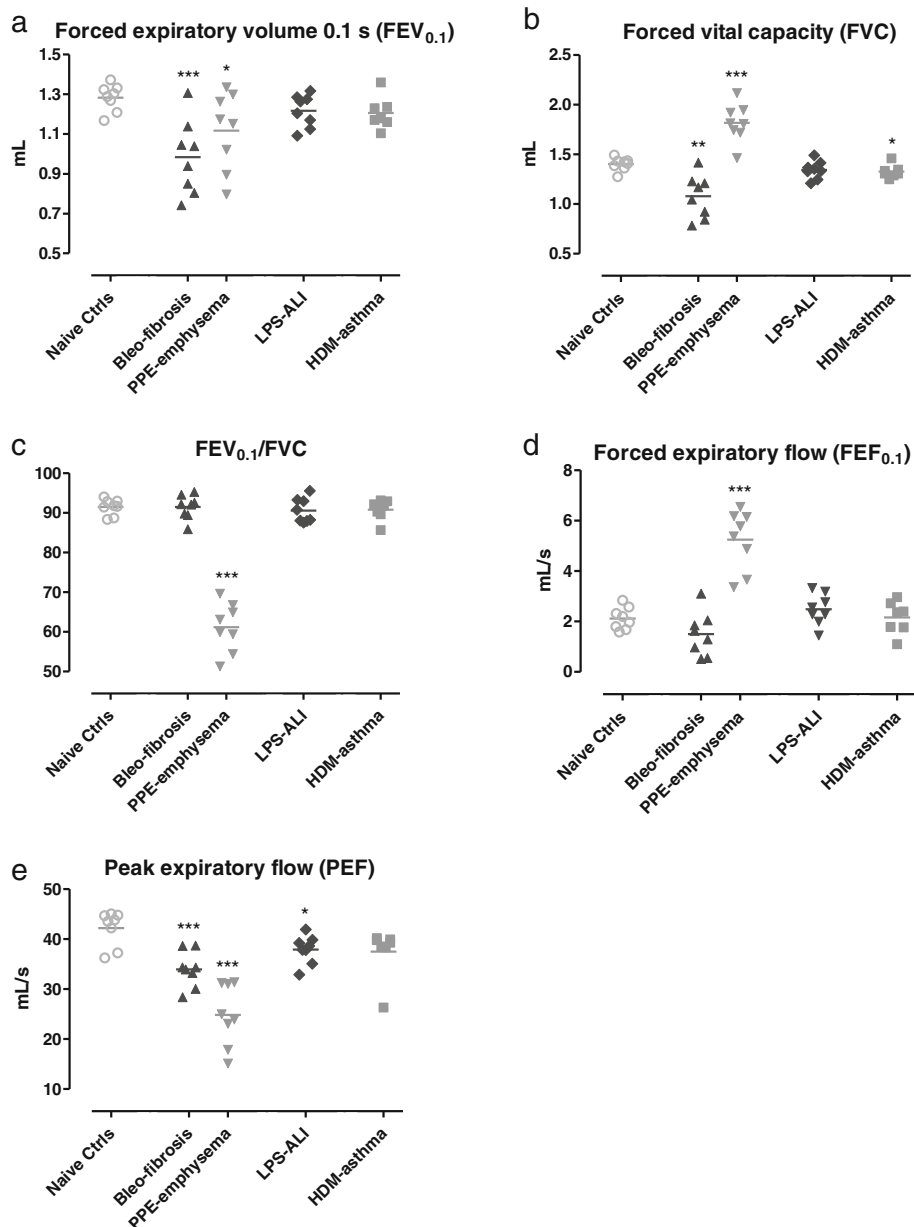 a
Forced expiratory volume 0.1 s (FEV0.1)
1.5
1.3
1.1
0.9
0.7
0.5
mL
***
*
Naive Ctrls
Bleo-fibrosis
PPE-emphysema
LPS-ALI
HDM-asthma
b
Forced vital capacity (FVC)
2.5
2.0
1.5
1.0
0.5
mL
**
***
*
Naive Ctrls
Bleo-fibrosis
PPE-emphysema
LPS-ALI
HDM-asthma
c
FEV0.1/FVC
100
90
80
70
60
50
***
Naive Ctrls
Bleo-fibrosis
PPE-emphysema
LPS-ALI
HDM-asthma
d
Forced expiratory flow (FEF0.1)
8
6
4
2
0
mL/s
***
Naive Ctrls
Bleo-fibrosis
PPE-emphysema
LPS-ALI
HDM-asthma
e
Peak expiratory flow (PEF)
50
40
30
20
10
mL/s
***
***
*
Naive Ctrls
Bleo-fibrosis
PPE-emphysema
LPS-ALI
HDM-asthma